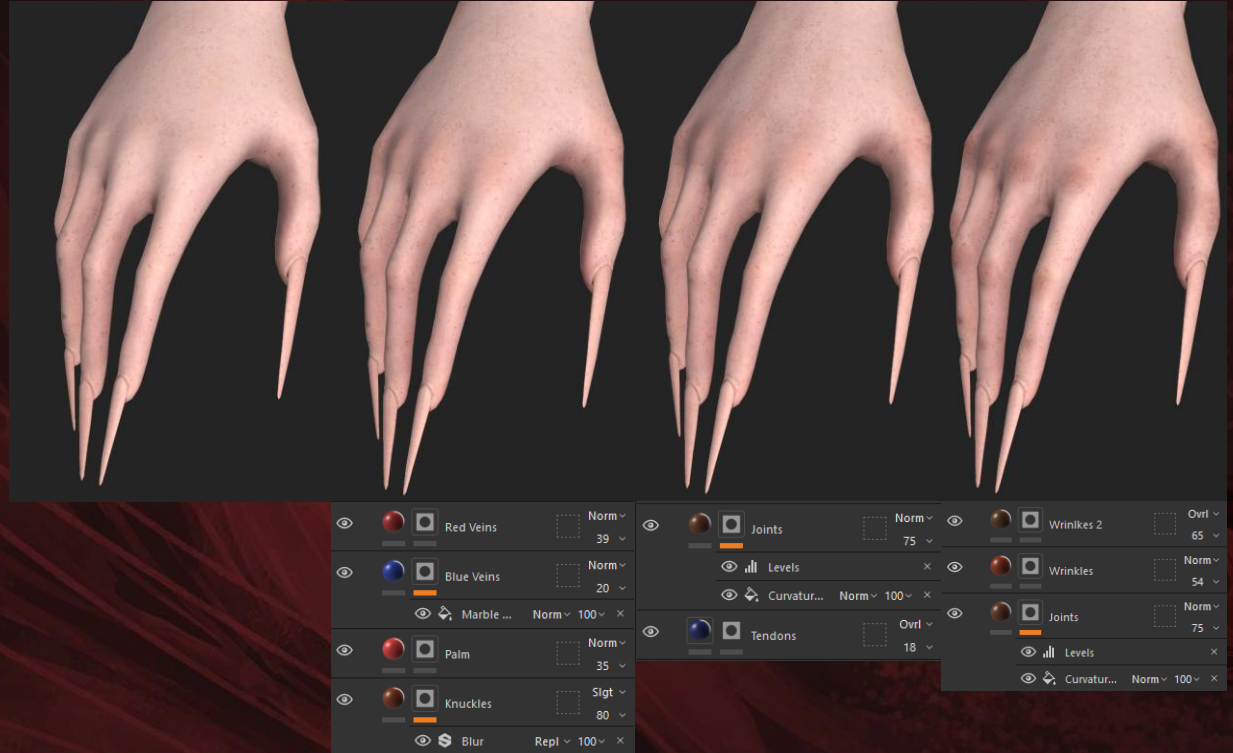 Red Veins Norm
39
Blue Veins Norm
20
Marble ... Norm 100
Palm Norm
35
Knuckles Slgt
80
Blur Repl 100
Joints Norm
75
Levels
Curvatur... Norm 100
Tendons Ovrl
18
Wrinlkes 2 Ovrl
65
Wrinkles Norm
54
Joints Norm
75
Levels
Curvatur... Norm 100